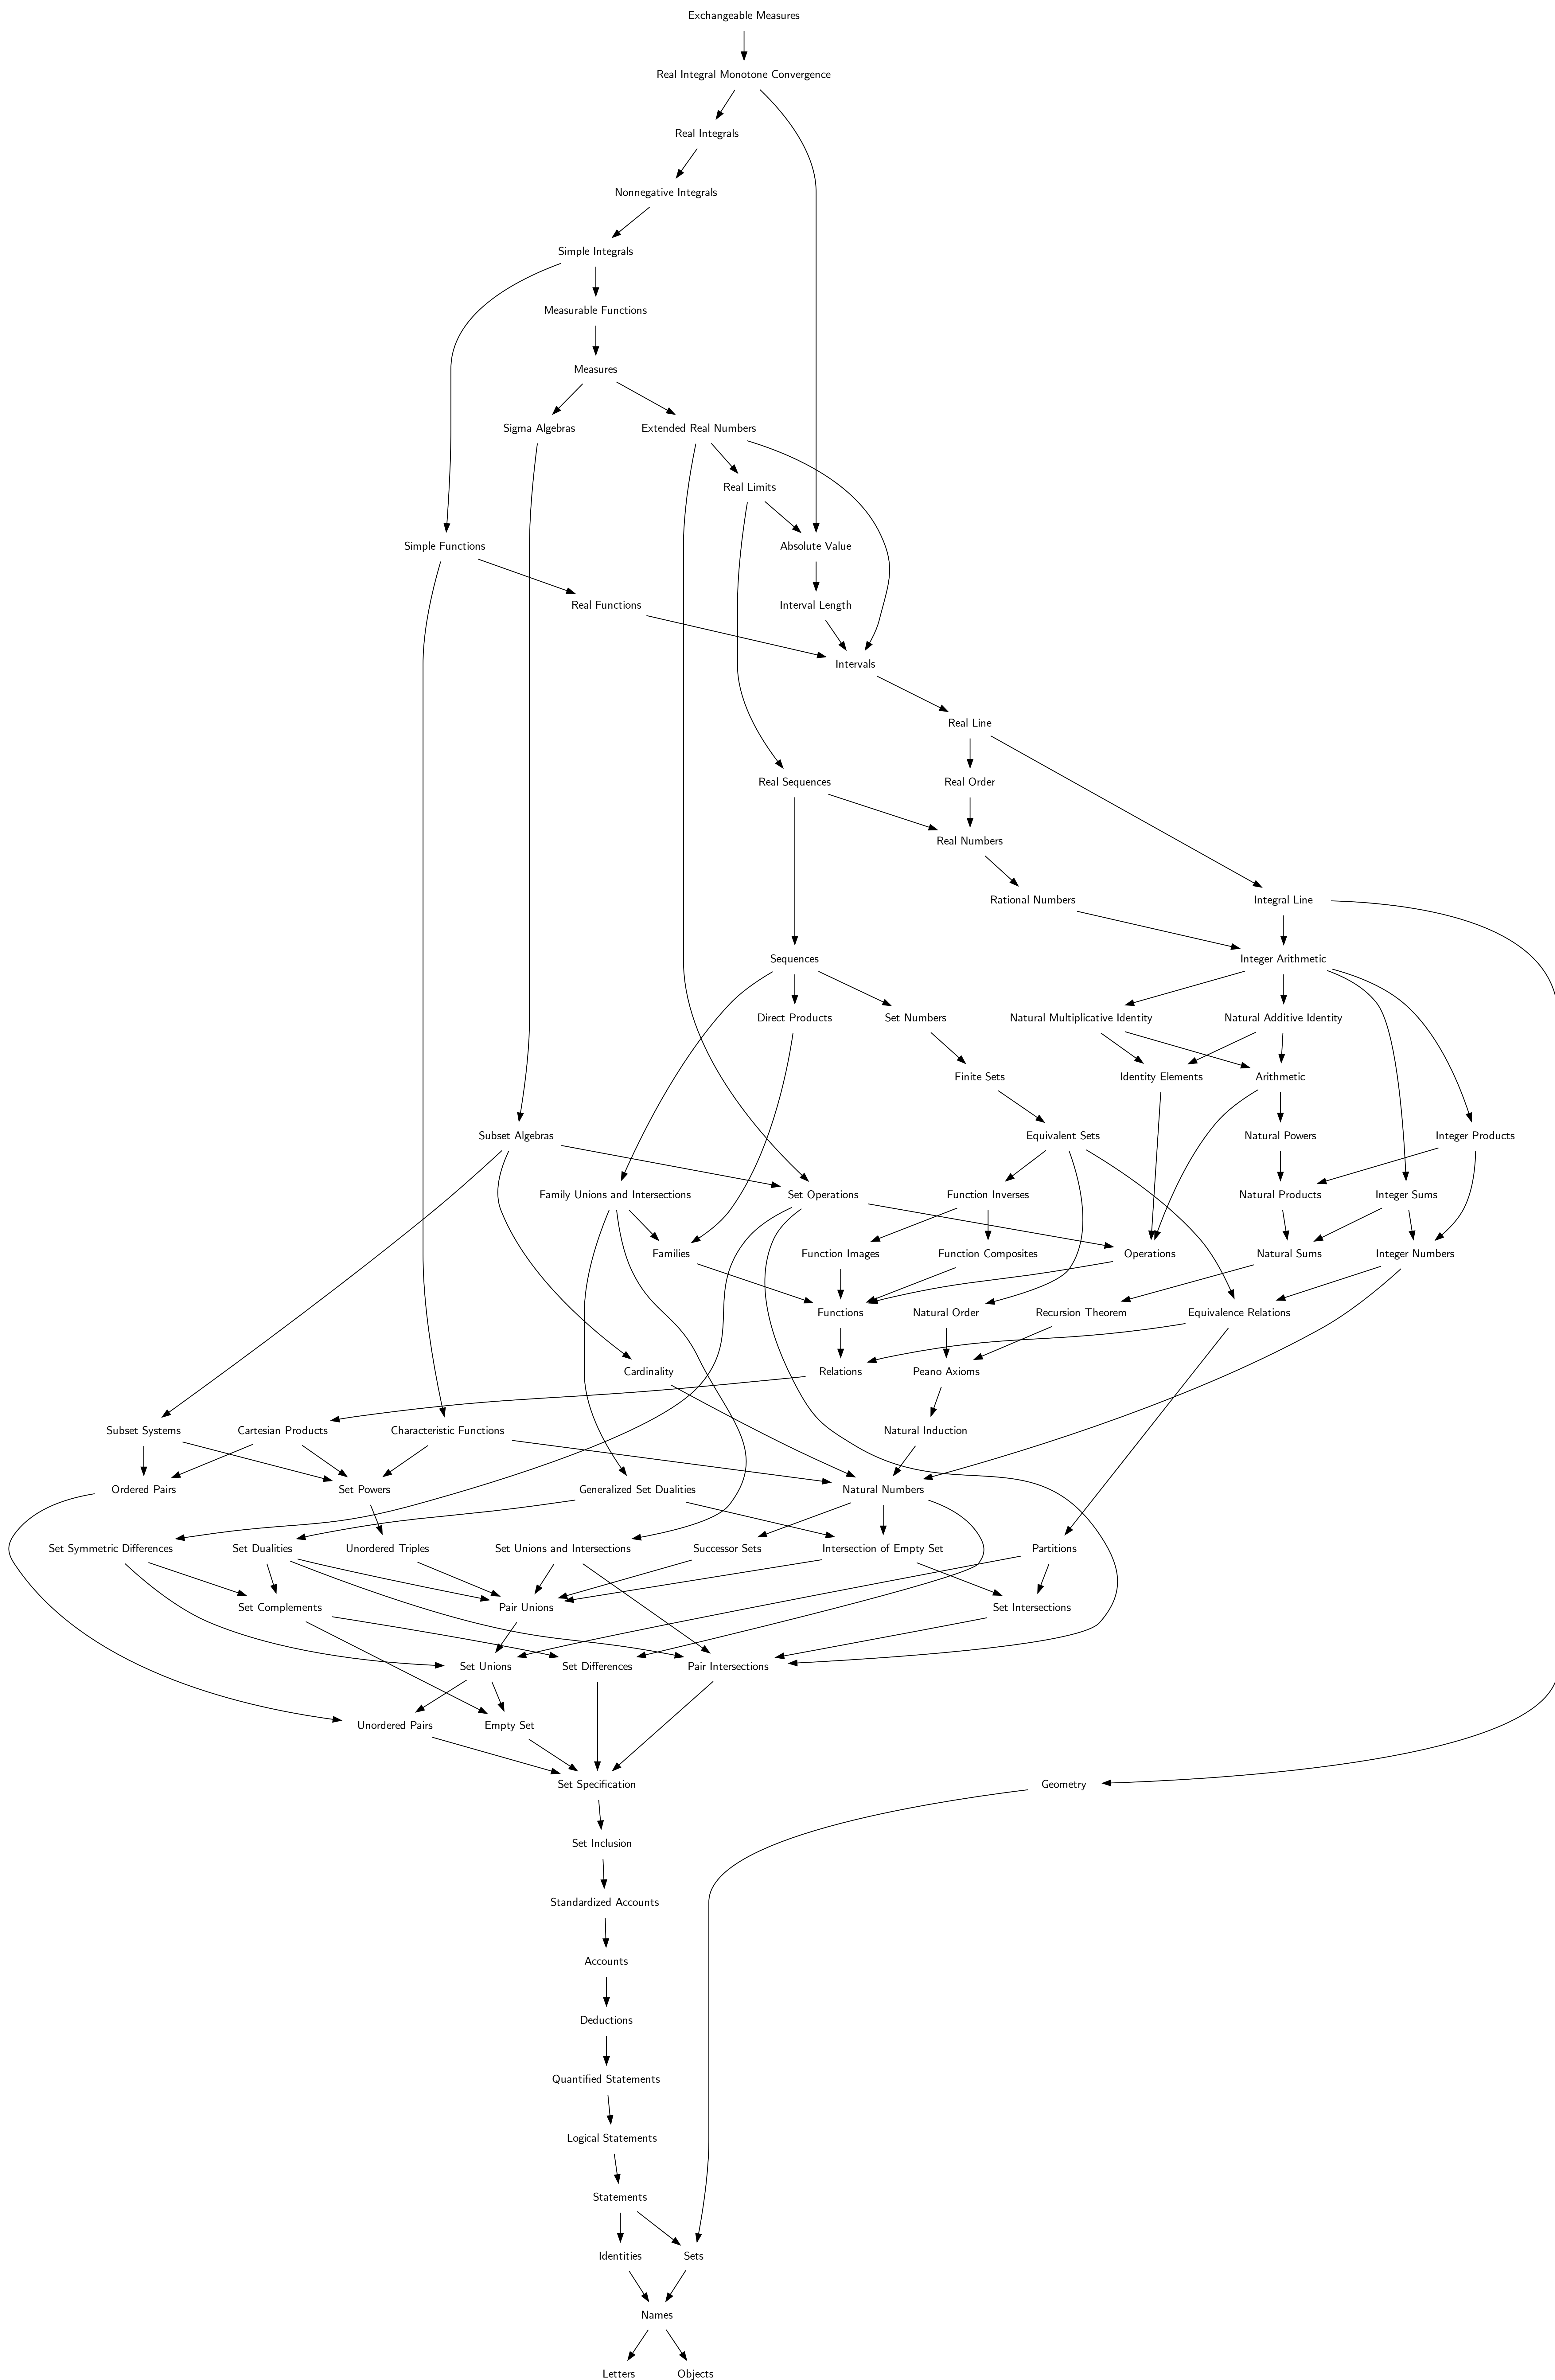 Exchangeable Measures
Real Integral Monotone Convergence
Real Integrals
Nonnegative Integrals
Simple Integrals
Measurable Functions
Measures
Sigma Algebras
Extended Real Numbers
Real Limits
Simple Functions
Absolute Value
Real Functions
Interval Length
Intervals
Real Line
Real Sequences
Real Order
Real Numbers
Rational Numbers
Integral Line
Sequences
Integer Arithmetic
Direct Products
Set Numbers
Natural Multiplicative Identity
Natural Additive Identity
Finite Sets
Identity Elements
Arithmetic
Subset Algebras
Equivalent Sets
Natural Powers
Integer Products
Family Unions and Intersections
Set Operations
Function Inverses
Natural Products
Integer Sums
Families
Function Images
Function Composites
Operations
Natural Sums
Integer Numbers
Functions
Natural Order
Recursion Theorem
Equivalence Relations
Cardinality
Relations
Peano Axioms
Subset Systems
Cartesian Products
Characteristic Functions
Natural Induction
Ordered Pairs
Set Powers
Generalized Set Dualities
Natural Numbers
Set Symmetric Differences
Set Dualities
Unordered Triples
Set Unions and Intersections
Successor Sets
Intersection of Empty Set
Partitions
Set Complements
Pair Unions
Set Intersections
Set Unions
Set Differences
Pair Intersections
Unordered Pairs
Empty Set
Set Specification
Geometry
Set Inclusion
Standardized Accounts
Accounts
Deductions
Quantified Statements
Logical Statements
Statements
Identities
Sets
Names
Letters
Objects